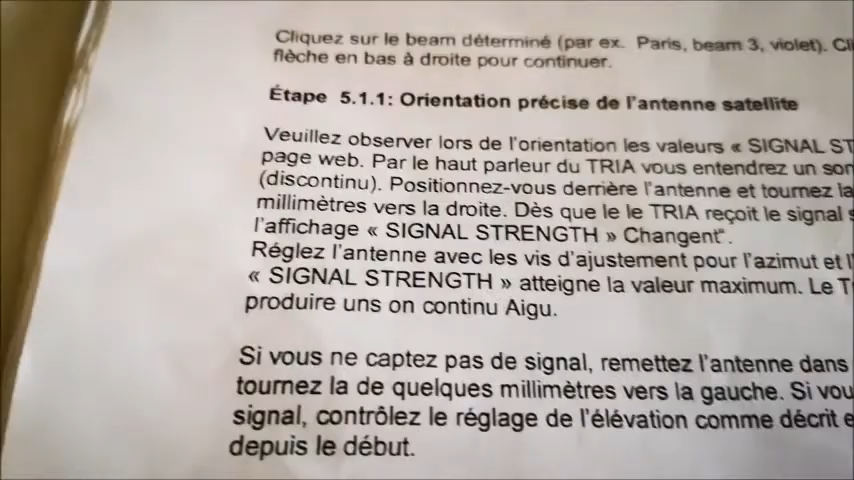 Cliquez sur le beam déterminé (par ex. Paris, beam 3, violet).
flèche en bas à droite pour continuer.
Étape 5.1.1: Orientation précise de l'antenne satellite
Veuillez observer lors de l'orientation les valeurs « SIGNAL ST
page web. Par le haut parleur du TRIA vous entendrez un son
(discontinu). Positionnez-vous derrière l'antenne et tournez la
millimètres vers la droite. Dès que le le TRIA reçoit le signal
l'affichage « SIGNAL STRENGTH » Changent“.
Réglez l'antenne avec les vis d'ajustement pour l'azimut et
« SIGNAL STRENGTH » atteigne la valeur maximum. Le
produire uns on continu Aigu.
Si vous ne captez pas de signal, remettez l'antenne dans
tournez la de quelques millimètres vers la gauche. Si
signal, contrôlez le réglage de l'élévation comme décrit
depuis le début.